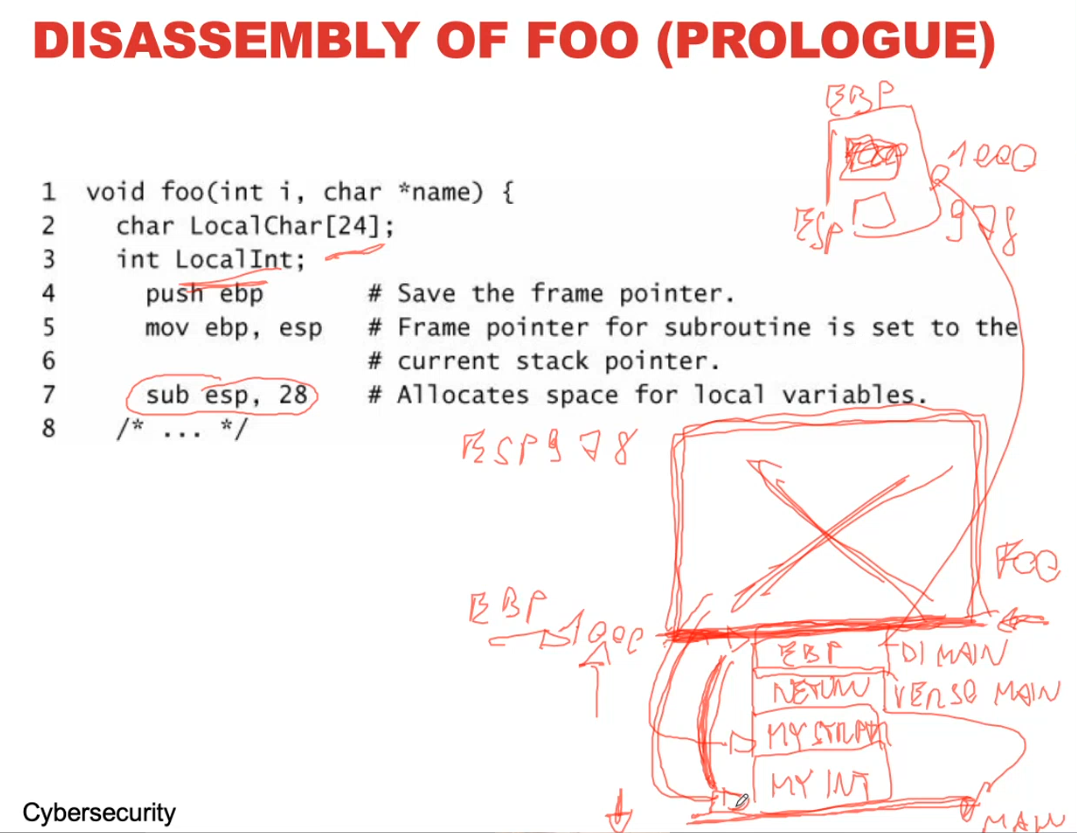 DISASSEMBLY OF FOO (PROLOGUE)
EBP
1000
ESP
978
1 void foo(int i, char *name) {
2 char LocalChar[24];
3 int LocalInt;
4 push ebp # Save the frame pointer.
5 mov ebp, esp # Frame pointer for subroutine is set to the
6 # current stack pointer.
7 sub esp, 28 # Allocates space for local variables.
8 /* ... */
ESP 978
FOO
EBP
1000
EBP DI MAIN
VERSO MAIN
MY INT
MAIN
Cybersecurity